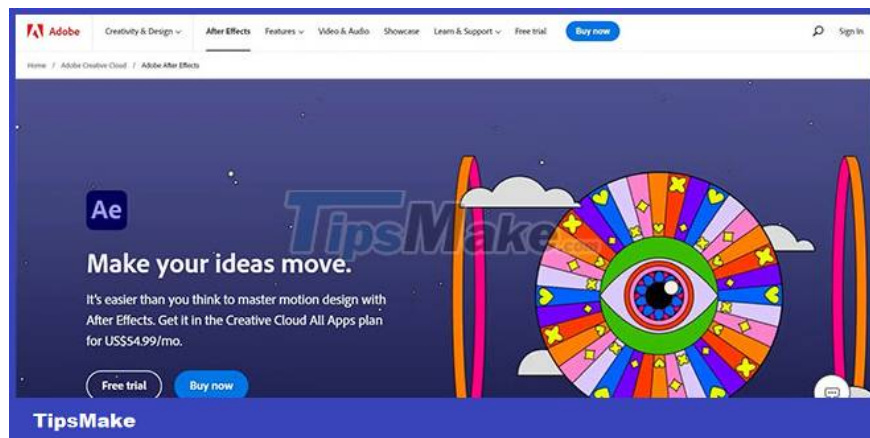 Adobe Creativity & Design After Effects Features Video & Audio Showcase Learn & Support Free trial Buy now Sign In
Home / Adobe Creative Cloud / Adobe After Effects
Ae
TipsMake.com
Make your ideas move.
It's easier than you think to master motion design with
After Effects. Get it in the Creative Cloud All Apps plan
for US$54.99/mo.
Free trial Buy now
TipsMake